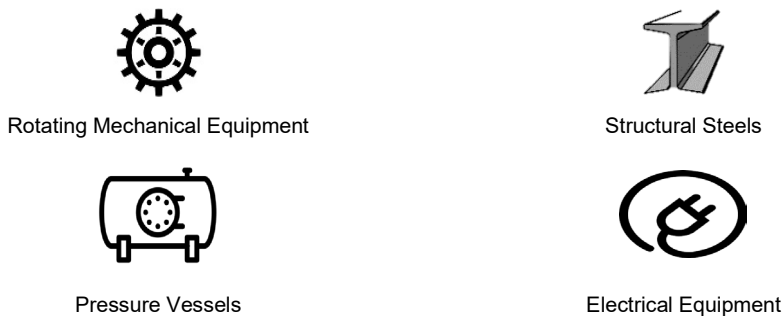 Rotating Mechanical Equipment
Structural Steels
Pressure Vessels
Electrical Equipment